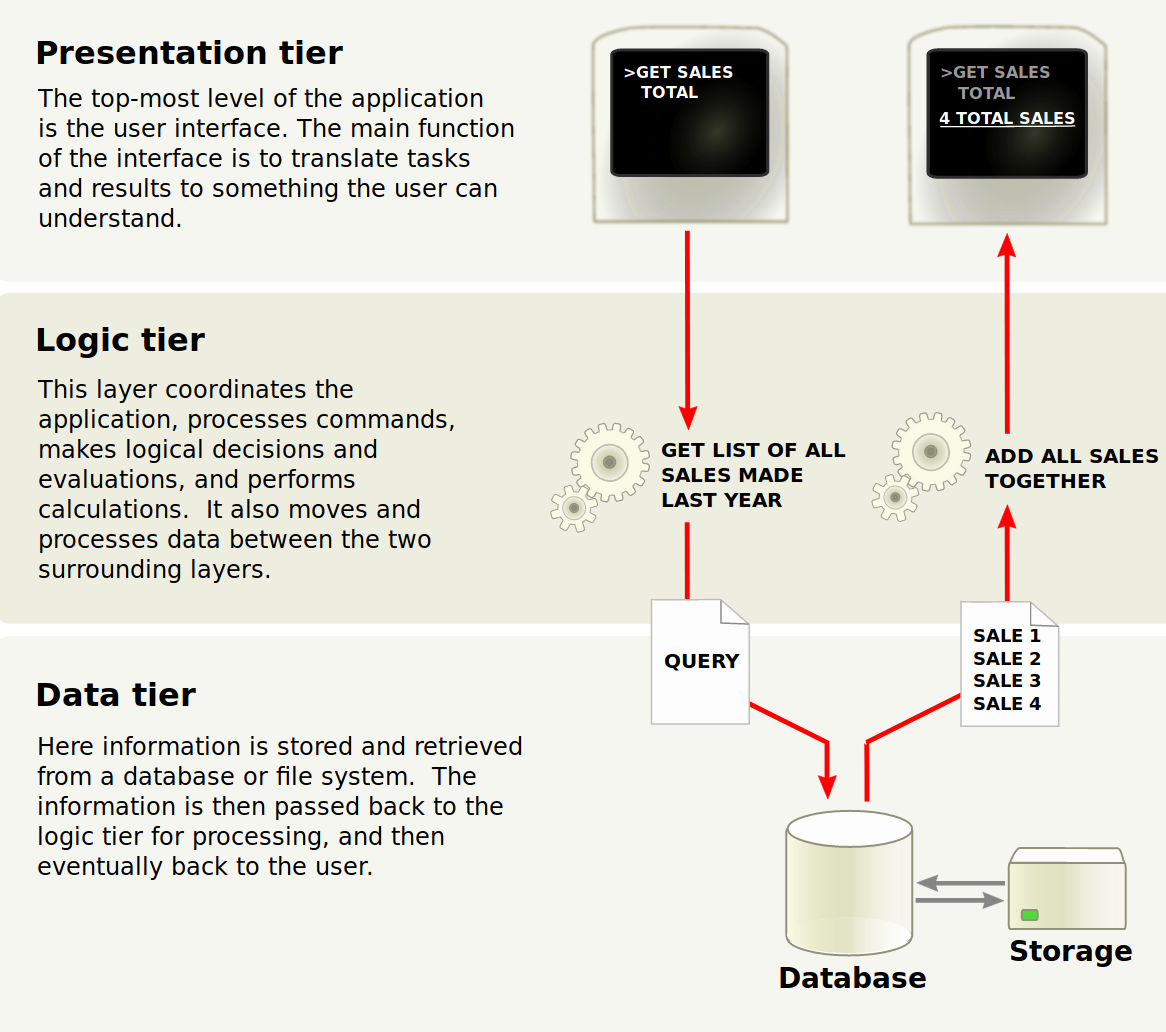 Presentation tier
The top-most level of the application
is the user interface. The main function
of the interface is to translate tasks
and results to something the user can
understand.
>GET SALES
TOTAL
>GET SALES
TOTAL
4 TOTAL SALES
Logic tier
This layer coordinates the
application, processes commands,
makes logical decisions and
evaluations, and performs
calculations.  It also moves and
processes data between the two
surrounding layers.
GET LIST OF ALL
SALES MADE
LAST YEAR
ADD ALL SALES
TOGETHER
QUERY
SALE 1
SALE 2
SALE 3
SALE 4
Data tier
Here information is stored and retrieved
from a database or file system.  The
information is then passed back to the
logic tier for processing, and then
eventually back to the user.
Database
Storage